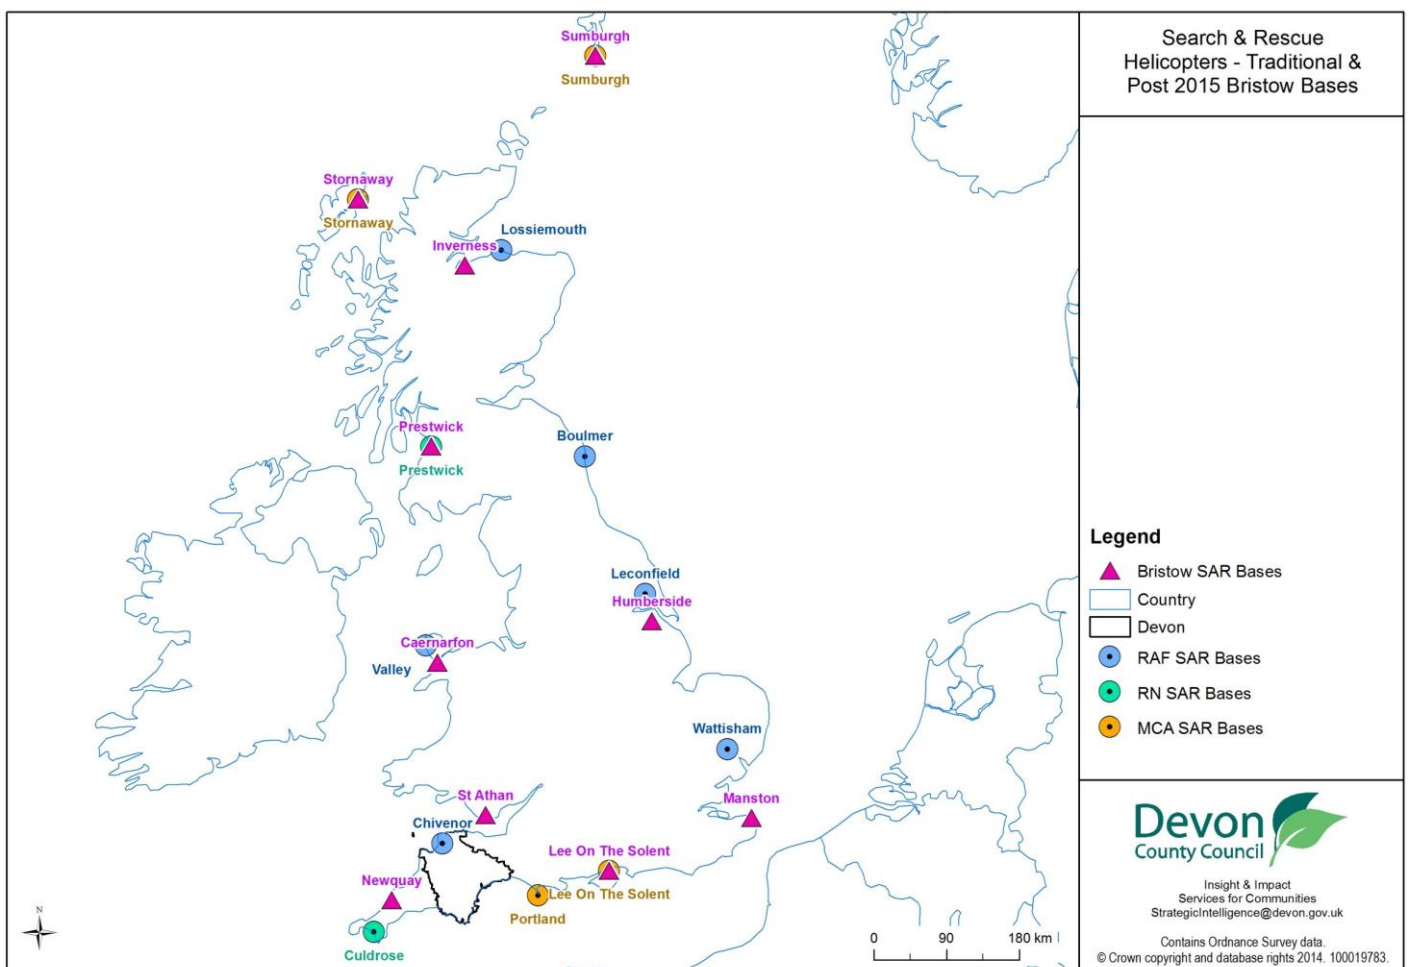 Search & Rescue
Helicopters - Traditional &
Post 2015 Bristow Bases
Sumburgh
Sumburgh
Stornaway
Stornaway
Lossiemouth
Inverness
Prestwick
Prestwick
Boulmer
Leconfield
Humberside
Caernarfon
Valley
Wattisham
St Athan
Manston
Chivenor
Lee On The Solent
Newquay
Lee On The Solent
Portland
Culdrose
N
0 90 180 km
Legend
Bristow SAR Bases
Country
Devon
RAF SAR Bases
RN SAR Bases
MCA SAR Bases
Devon
County Council
Insight & Impact
Services for Communities
StrategicIntelligence@devon.gov.uk
Contains Ordnance Survey data.
© Crown copyright and database rights 2014. 100019783.